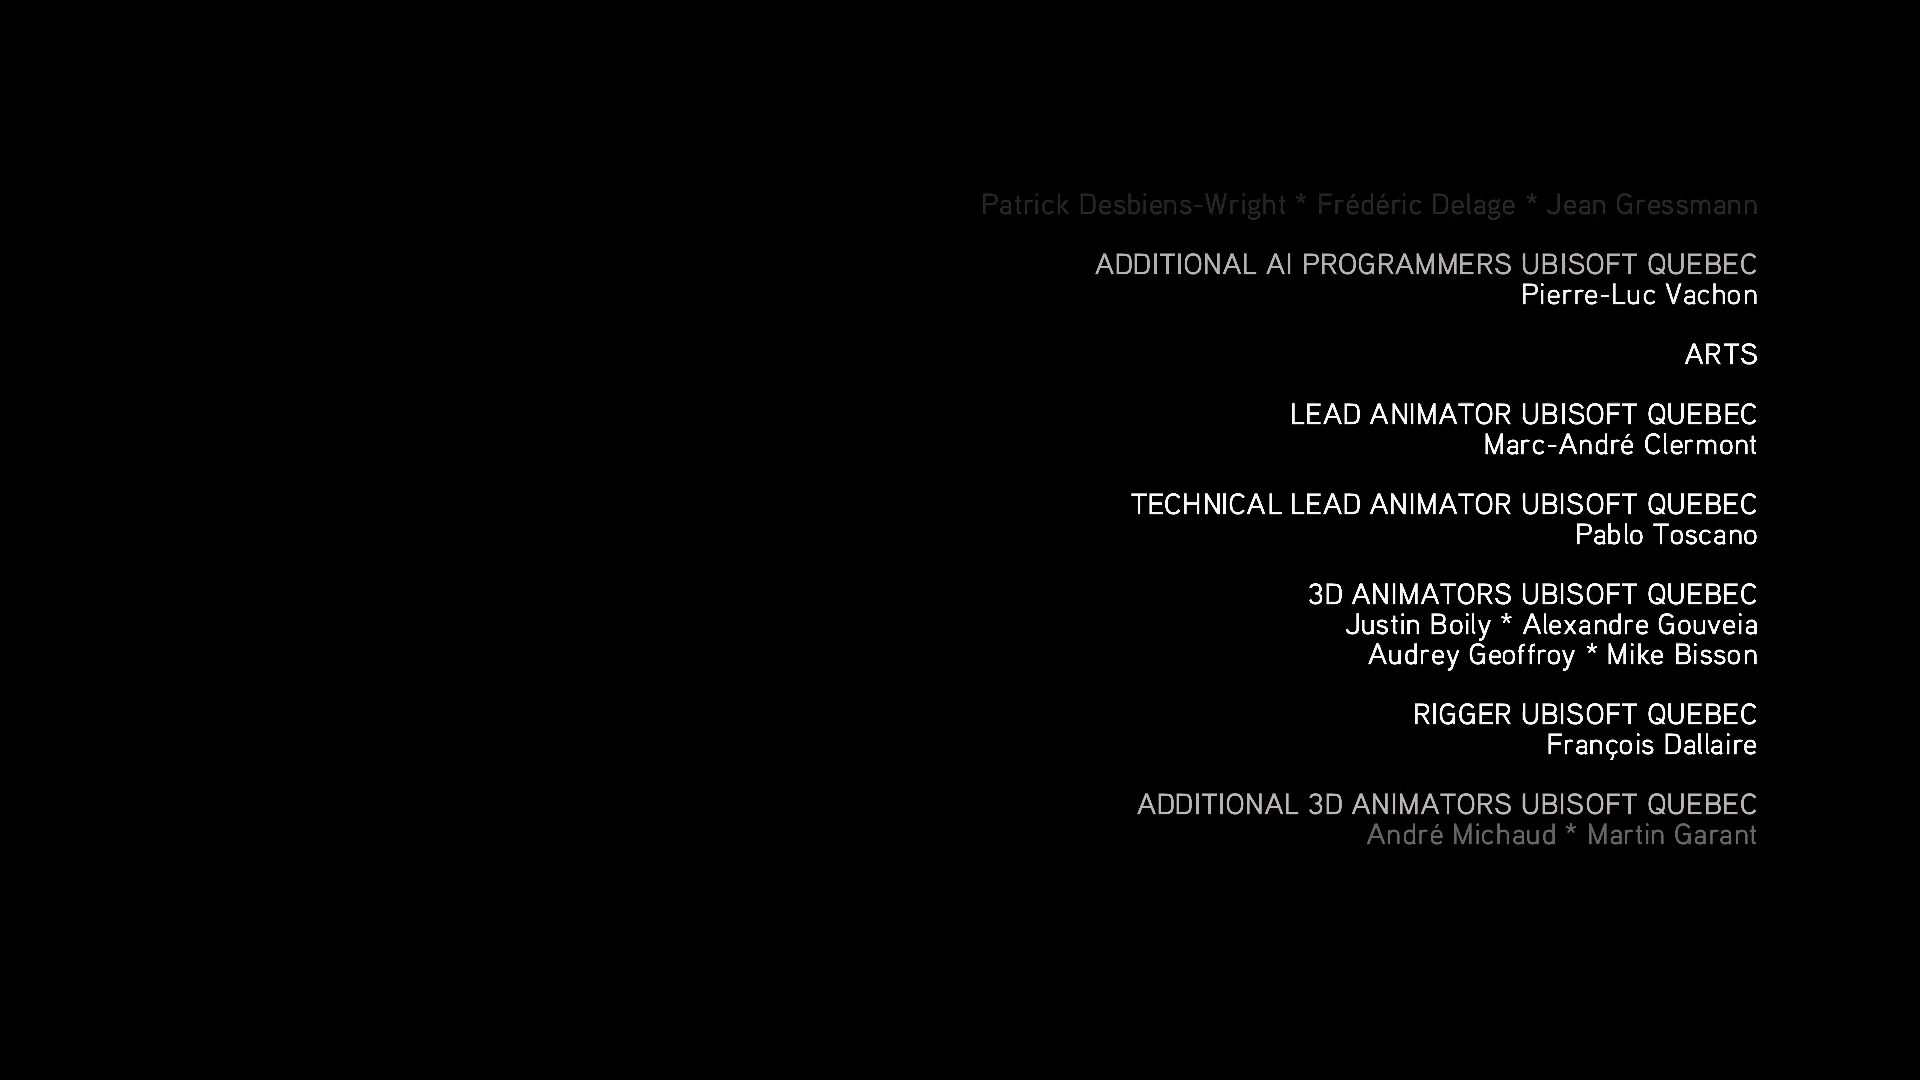 Patrick Desbiens-Wright * Frédéric Delage * Jean Gressmann
ADDITIONAL AI PROGRAMMERS UBISOFT QUEBEC
Pierre-Luc Vachon
ARTS
LEAD ANIMATOR UBISOFT QUEBEC
Marc-André Clermont
TECHNICAL LEAD ANIMATOR UBISOFT QUEBEC
Pablo Toscano
3D ANIMATORS UBISOFT QUEBEC
Justin Boily * Alexandre Gouveia
Audrey Geoffroy * Mike Bisson
RIGGER UBISOFT QUEBEC
François Dallaire
ADDITIONAL 3D ANIMATORS UBISOFT QUEBEC
André Michaud * Martin Garant